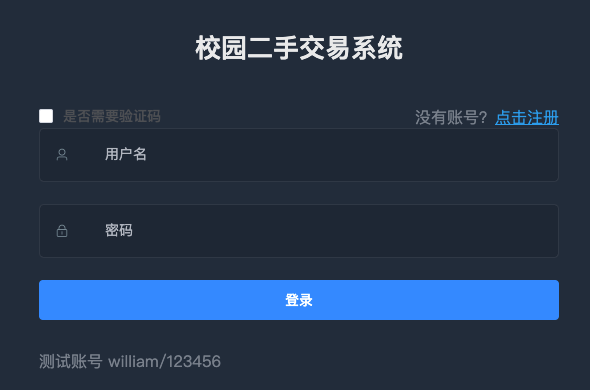 校园二手交易系统
是否需要验证码 没有账号？点击注册
用户名
密码
登录
测试账号 william/123456